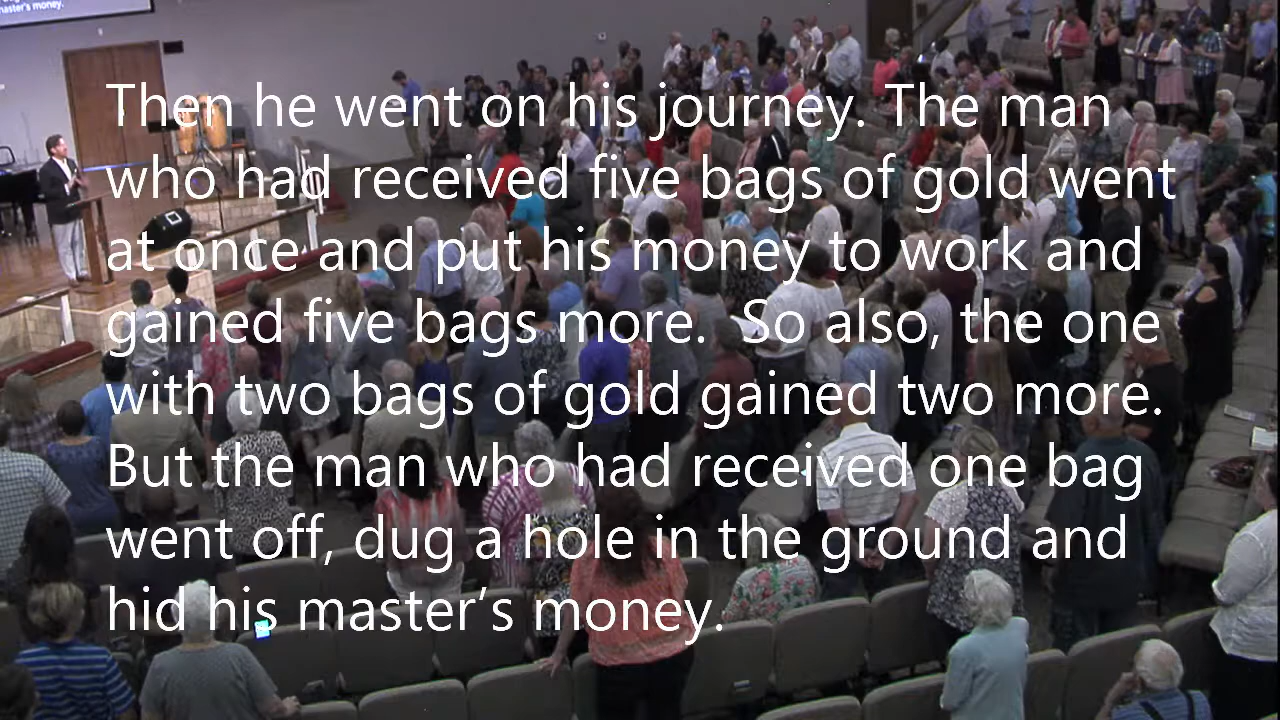 master's money.
Then he went on his journey. The man
who had received five bags of gold went
at once and put his money to work and
gained five bags more.  So also, the one
with two bags of gold gained two more.
But the man who had received one bag
went off, dug a hole in the ground and
hid his master’s money.